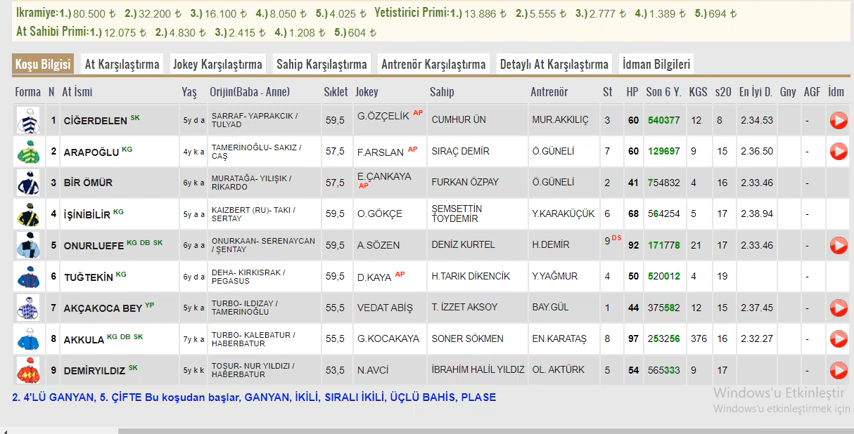 İkramiye: 1.) 80.500 ₺ 2.) 32.200 ₺ 3.) 16.100 ₺ 4.) 8.050 ₺ 5.) 4.025 ₺ Yetistirici Primi: 1.) 13.886 ₺ 2.) 5.555 ₺ 3.) 2.777 ₺ 4.) 1.389 ₺ 5.) 694 ₺
At Sahibi Primi: 1.) 12.075 ₺ 2.) 4.830 ₺ 3.) 2.415 ₺ 4.) 1.208 ₺ 5.) 604 ₺
Koşu Bilgisi At Karşılaştırma Jokey Karşılaştırma Sahip Karşılaştırma Antrenör Karşılaştırma Detaylı At Karşılaştırma İdman Bilgileri
Forma N At İsmi Yaş Orijin(Baba - Anne) Sıklet Jokey Sahip Antrenör St HP Son 6 Y. KGS s20 En İyi D. Gny AGF İdm
1 CİĞERDELEN SK 5y d a SARRAF- YAPRAKCIK / TULYAD 59,5 G.ÖZÇELİK AP CUMHUR ÜN MUR.AKKILIÇ 3 60 540377 12 8 2.34.53 -
2 ARAPOĞLU KG 4y k a TAMERİNOĞLU- SAKIZ / CAŞ 57,5 F.ARSLAN AP SIRAÇ DEMİR Ö.GÜNELİ 7 60 129697 9 15 2.36.50 -
3 BİR ÖMÜR 6y k a MURATAĞA- YILIŞIK / RİKARDO 57,5 E.ÇANKAYA AP FURKAN ÖZPAY Ö.GÜNELİ 2 41 754832 4 16 2.33.46 -
4 İŞİNİBİLİR KG 5y a a KAIZBERT (RU)- TAKI / SERTAY 59,5 O.GÖKÇE ŞEMSETTİN TOYDEMİR Y.KARAKÜÇÜK 6 68 564254 5 17 2.38.94 -
5 ONURLUEFE KG DB SK 6y a a ONURKAAN- SERENAYCAN / ŞENTAY 59,5 A.SÖZEN DENİZ KURTEL H.DEMİR 9 DS 92 171778 21 17 2.33.46 -
6 TUĞTEKİN KG 6y d a DEHA- KIRKISRAK / PEGASUS 59,5 D.KAYA AP H.TARIK DİKENCİK Y.YAĞMUR 4 50 520012 4 19 -
7 AKÇAKOCA BEY YP 5y k a TURBO- ILDIZAY / TAMERİNOĞLU 55,5 VEDAT ABİŞ T. İZZET AKSOY BAY.GÜL 1 44 375582 12 15 2.37.45 -
8 AKKULA KG DB SK 7y k a TURBO- KALEBATUR / HABERBATUR 55,5 G.KOCAKAYA SONER SÖKMEN EN.KARATAŞ 8 97 253256 376 16 2.32.27 -
9 DEMİRYILDIZ SK 5y k k TOŞUR- NUR YILDIZI / HABERBATUR 53,5 N.AVCİ İBRAHİM HALİL YILDIZ OL. AKTÜRK 5 54 565333 9 17 -
2. 4'LÜ GANYAN, 5. ÇİFTE Bu koşudan başlar, GANYAN, İKİLİ, SIRALI İKİLİ, ÜÇLÜ BAHİS, PLASE
Windows'u Etkinleştir
Windows'u etkinleştirmek için